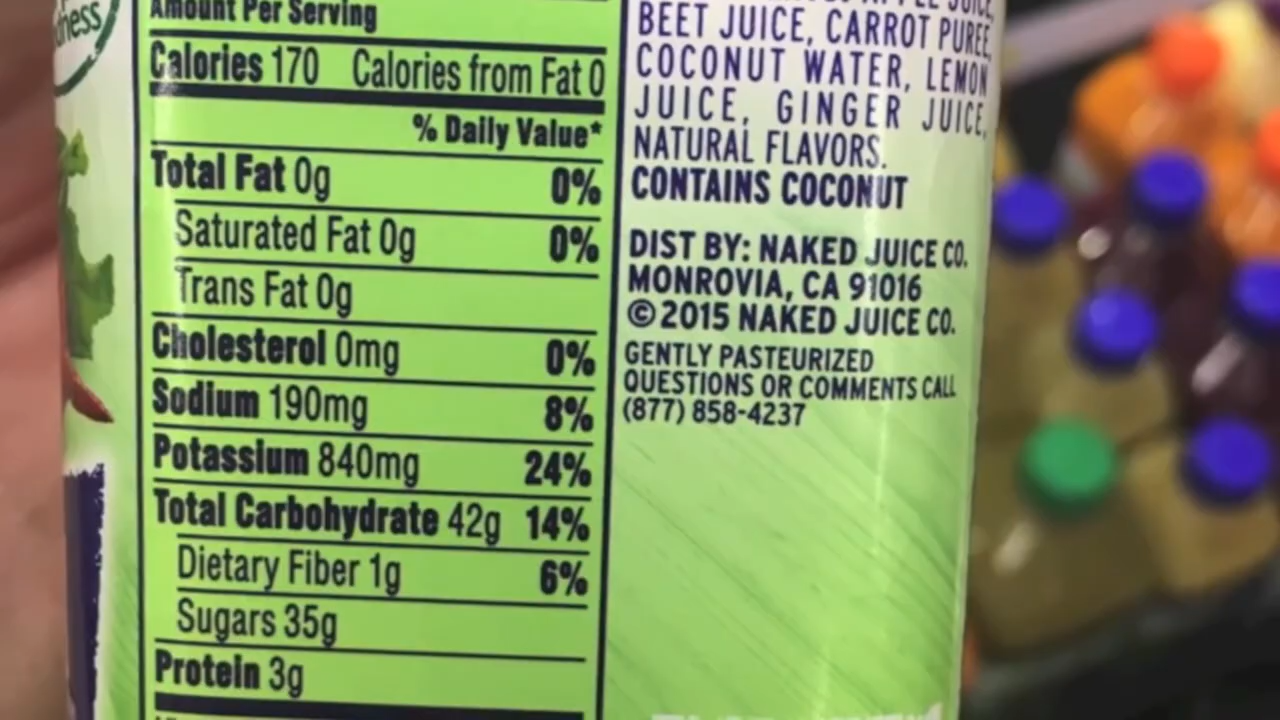 ness
Amount Per Serving
Calories 170 Calories from Fat 0
% Daily Value*
Total Fat 0g 0%
Saturated Fat 0g 0%
Trans Fat 0g
Cholesterol 0mg 0%
Sodium 190mg 8%
Potassium 840mg 24%
Total Carbohydrate 42g 14%
Dietary Fiber 1g 6%
Sugars 35g
Protein 3g
APPLE JUICE,
BEET JUICE, CARROT PUREE,
COCONUT WATER, LEMON
JUICE, GINGER JUICE,
NATURAL FLAVORS.
CONTAINS COCONUT
DIST BY: NAKED JUICE CO.
MONROVIA, CA 91016
© 2015 NAKED JUICE CO.
GENTLY PASTEURIZED
QUESTIONS OR COMMENTS CALL
(877) 858-4237